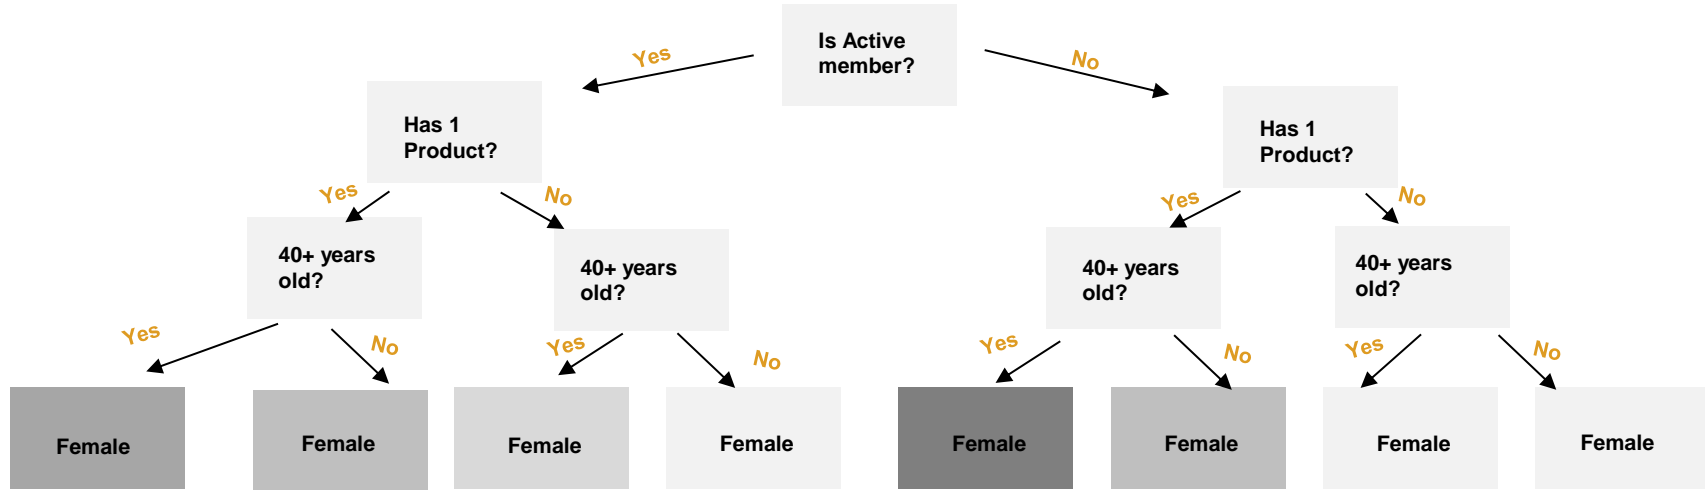 Is Active
member?
Yes
No
Has 1
Product?
Has 1
Product?
Yes
No
Yes
No
40+ years
old?
40+ years
old?
40+ years
old?
40+ years
old?
Yes
No
Yes
No
Yes
No
Yes
No
Female
Female
Female
Female
Female
Female
Female
Female